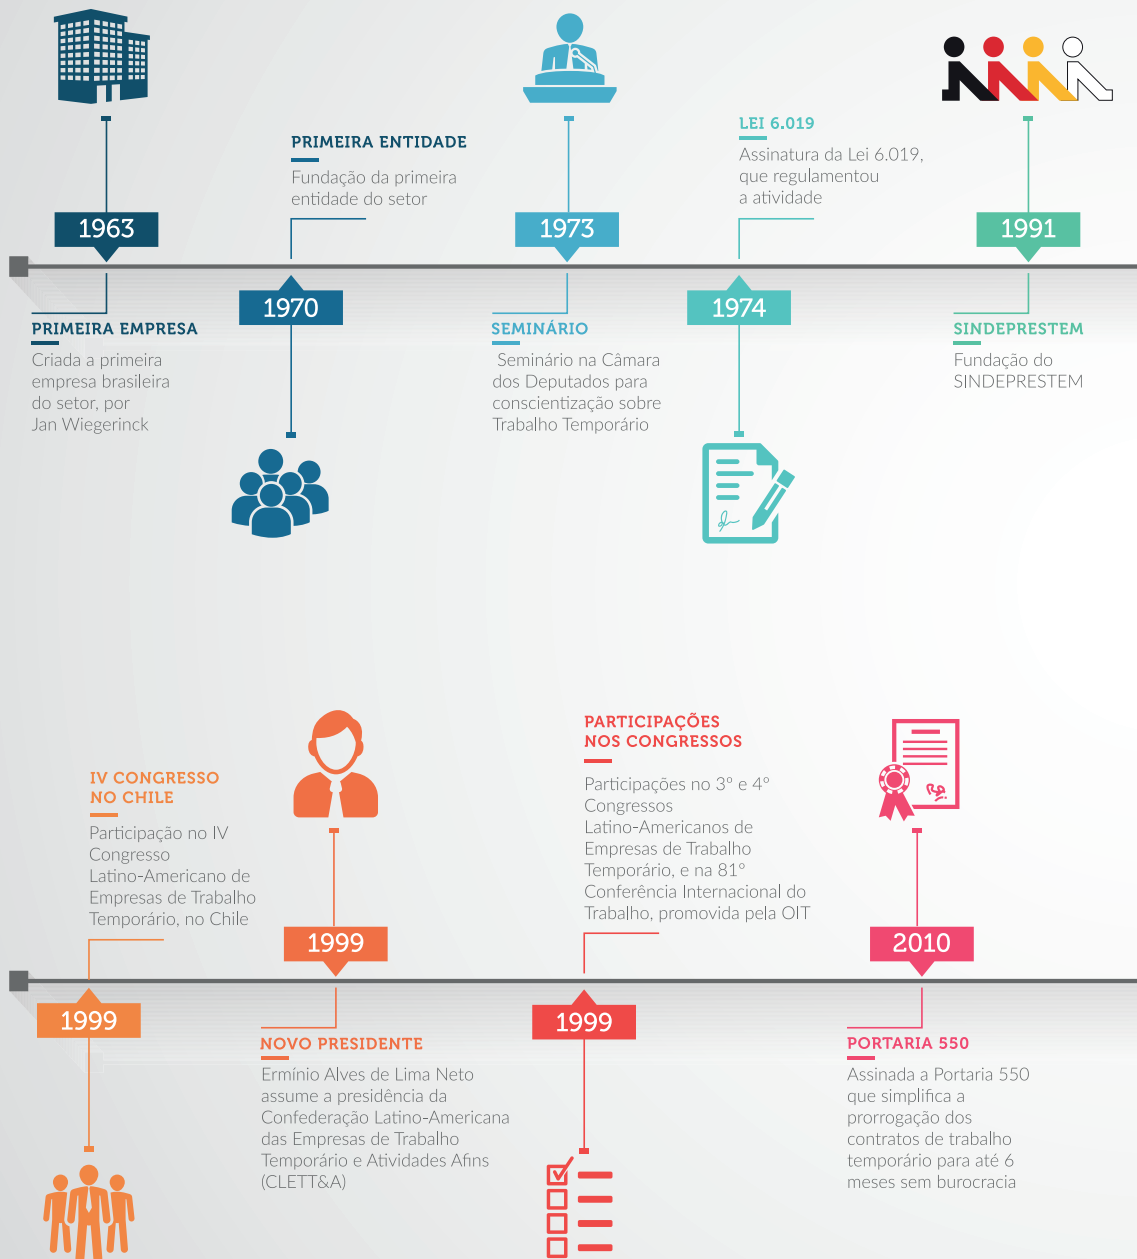 1963
PRIMEIRA EMPRESA
Criada a primeira
empresa brasileira
do setor, por
Jan Wiegerinck
PRIMEIRA ENTIDADE
Fundação da primeira
entidade do setor
1970
1973
SEMINÁRIO
Seminário na Câmara
dos Deputados para
conscientização sobre
Trabalho Temporário
LEI 6.019
Assinatura da Lei 6.019,
que regulamentou
a atividade
1974
1991
SINDEPRESTEM
Fundação do
SINDEPRESTEM
IV CONGRESSO
NO CHILE
Participação no IV
Congresso
Latino-Americano de
Empresas de Trabalho
Temporário, no Chile
1999
1999
NOVO PRESIDENTE
Ermínio Alves de Lima Neto
assume a presidência da
Confederação Latino-Americana
das Empresas de Trabalho
Temporário e Atividades Afins
(CLETT&A)
PARTICIPAÇÕES
NOS CONGRESSOS
Participações no 3º e 4º
Congressos
Latino-Americanos de
Empresas de Trabalho
Temporário, e na 81º
Conferência Internacional do
Trabalho, promovida pela OIT
1999
2010
PORTARIA 550
Assinada a Portaria 550
que simplifica a
prorrogação dos
contratos de trabalho
temporário para até 6
meses sem burocracia